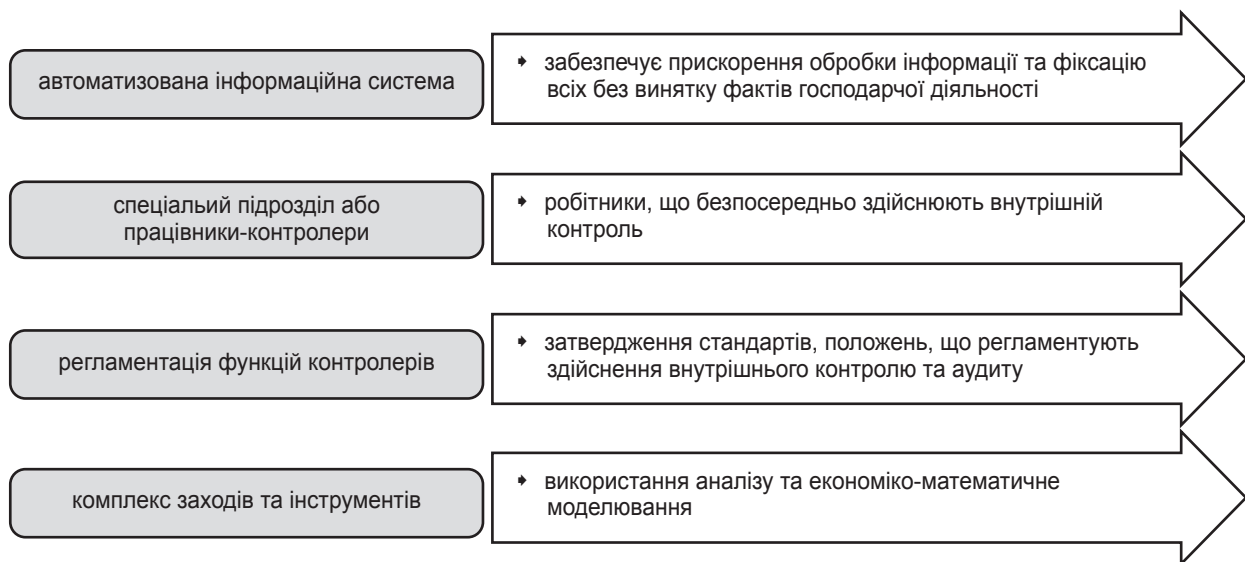 автоматизована інформаційна система
➧ забезпечує прискорення обробки інформації та фіксацію
всіх без винятку фактів господарчої діяльності
спеціалький підрозділ або
працівники-контролери
➧ робітники, що безпосередньо здійснюють внутрішній
контроль
регламентація функцій контролерів
➧ затвердження стандартів, положень, що регламентують
здійснення внутрішнього контролю та аудиту
комплекс заходів та інструментів
➧ використання аналізу та економіко-математичне
моделювання